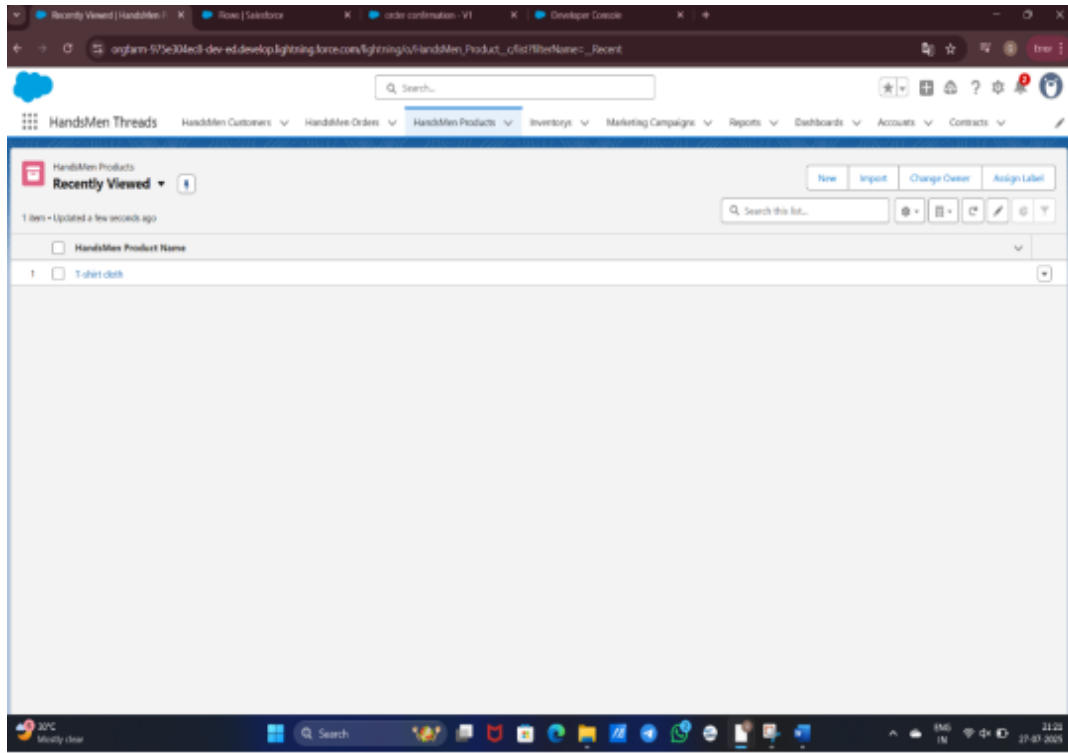 Recently Viewed | HandsMen P
Flows | Salesforce
order confirmation - V1
Developer Console
orgfarm-975e304ec8-dev-ed.develop.lightning.force.com/lightning/o/HandsMen_Product__c/list?filterName=__Recent
Error
Search...
HandsMen Threads
HandsMen Customers
HandsMen Orders
HandsMen Products
Inventorys
Marketing Campaigns
Reports
Dashboards
Accounts
Contracts
HandsMen Products
Recently Viewed
New
Import
Change Owner
Assign Label
1 item • Updated a few seconds ago
Search this list...
HandsMen Product Name
1
T-shirt cloth
30°C
Mostly clear
Search
ENG
IN
21:21
27-07-2025